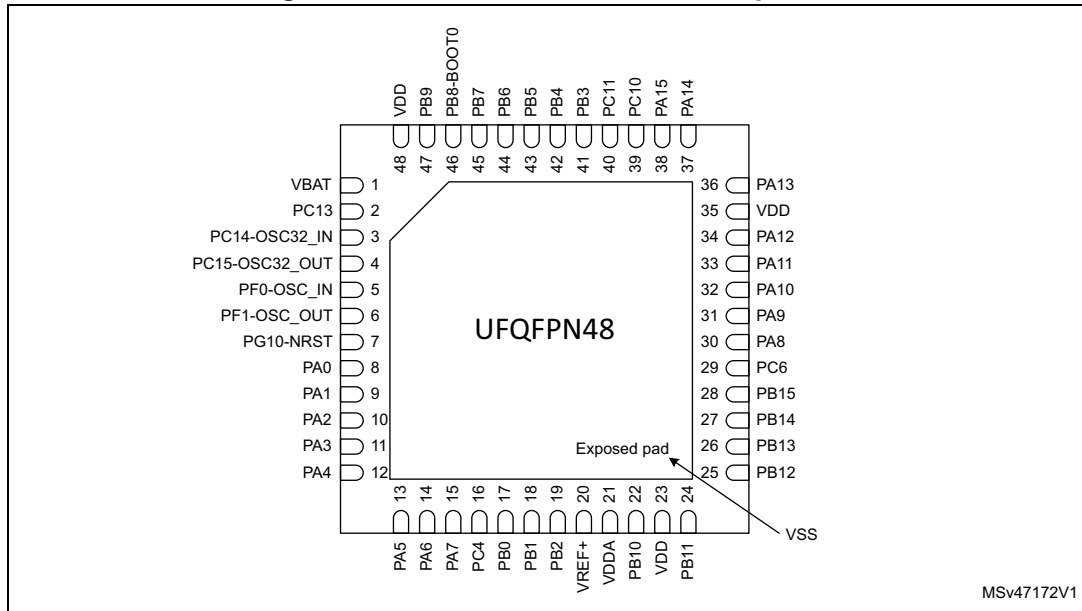 VDD
PB9
PB8-BOOT0
PB7
PB6
PB5
PB4
PB3
PC11
PC10
PA15
PA14
48
47
46
45
44
43
42
41
40
39
38
37
VBAT 1
PC13 2
PC14-OSC32_IN 3
PC15-OSC32_OUT 4
PF0-OSC_IN 5
PF1-OSC_OUT 6
PG10-NRST 7
PA0 8
PA1 9
PA2 10
PA3 11
PA4 12
UFQFPN48
Exposed pad
36 PA13
35 VDD
34 PA12
33 PA11
32 PA10
31 PA9
30 PA8
29 PC6
28 PB15
27 PB14
26 PB13
25 PB12
13
14
15
16
17
18
19
20
21
22
23
24
PA5
PA6
PA7
PC4
PB0
PB1
PB2
VREF+
VDDA
PB10
VDD
PB11
VSS
MSv47172V1